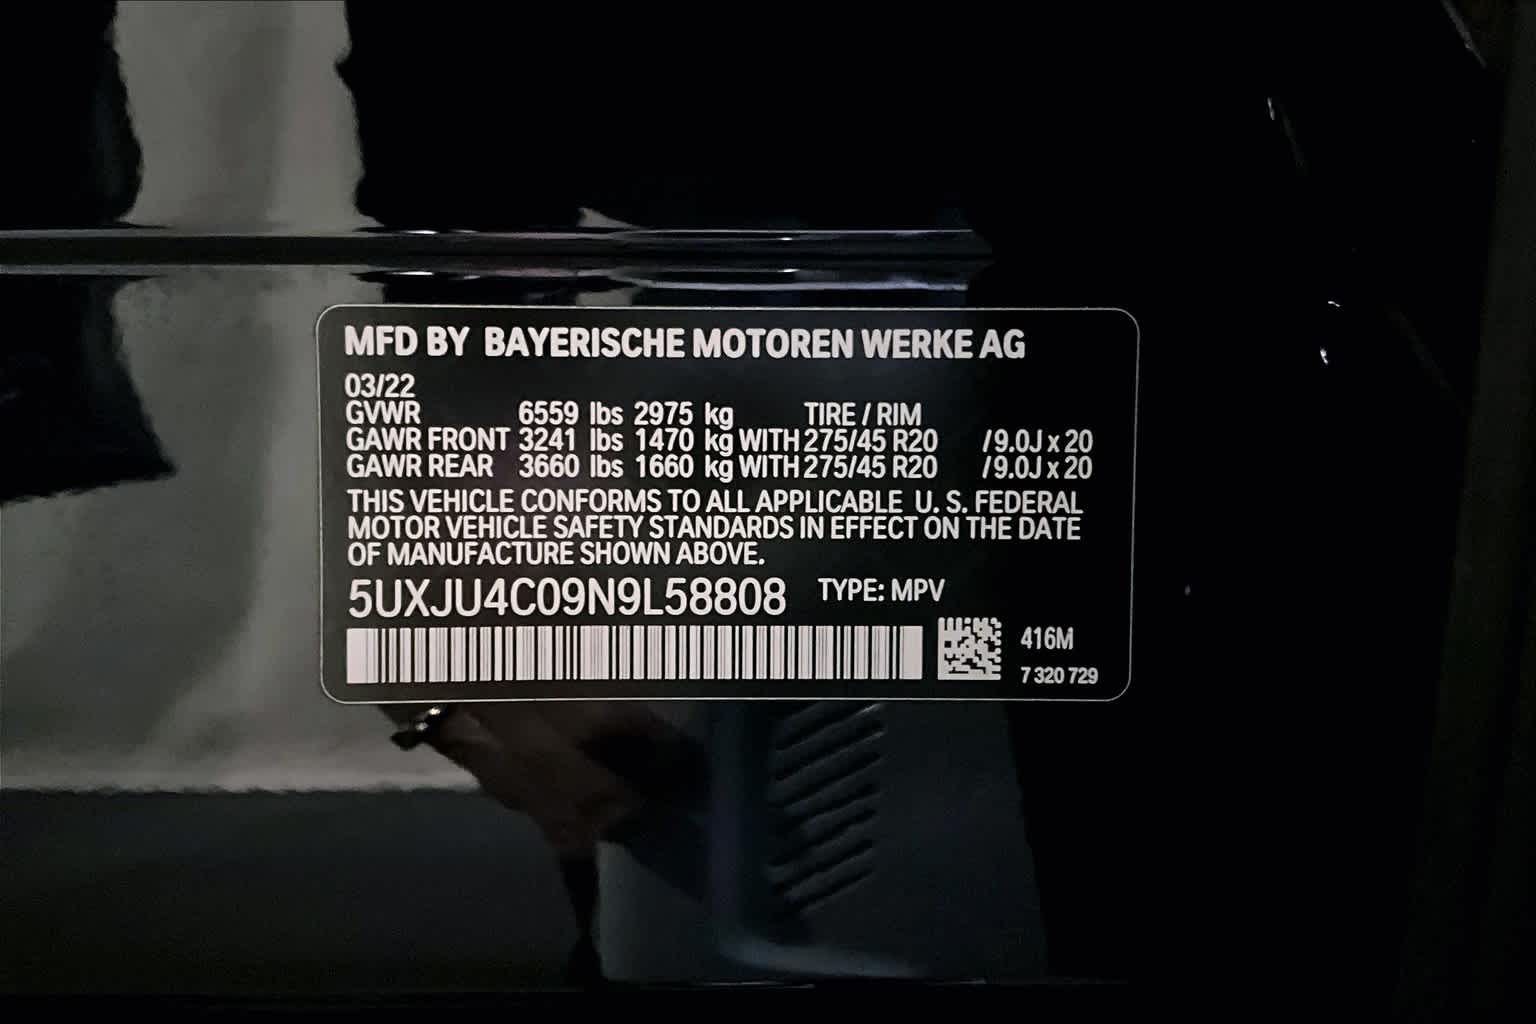 MFD BY BAYERISCHE MOTOREN WERKE AG
03/22
GVWR 6559 lbs 2975 kg TIRE / RIM
GAWR FRONT 3241 lbs 1470 kg WITH 275/45 R20 /9.0J x 20
GAWR REAR 3660 lbs 1660 kg WITH 275/45 R20 /9.0J x 20
THIS VEHICLE CONFORMS TO ALL APPLICABLE U. S. FEDERAL
MOTOR VEHICLE SAFETY STANDARDS IN EFFECT ON THE DATE
OF MANUFACTURE SHOWN ABOVE.
5UXJU4C09N9L58808 TYPE: MPV
416M
7 320 729